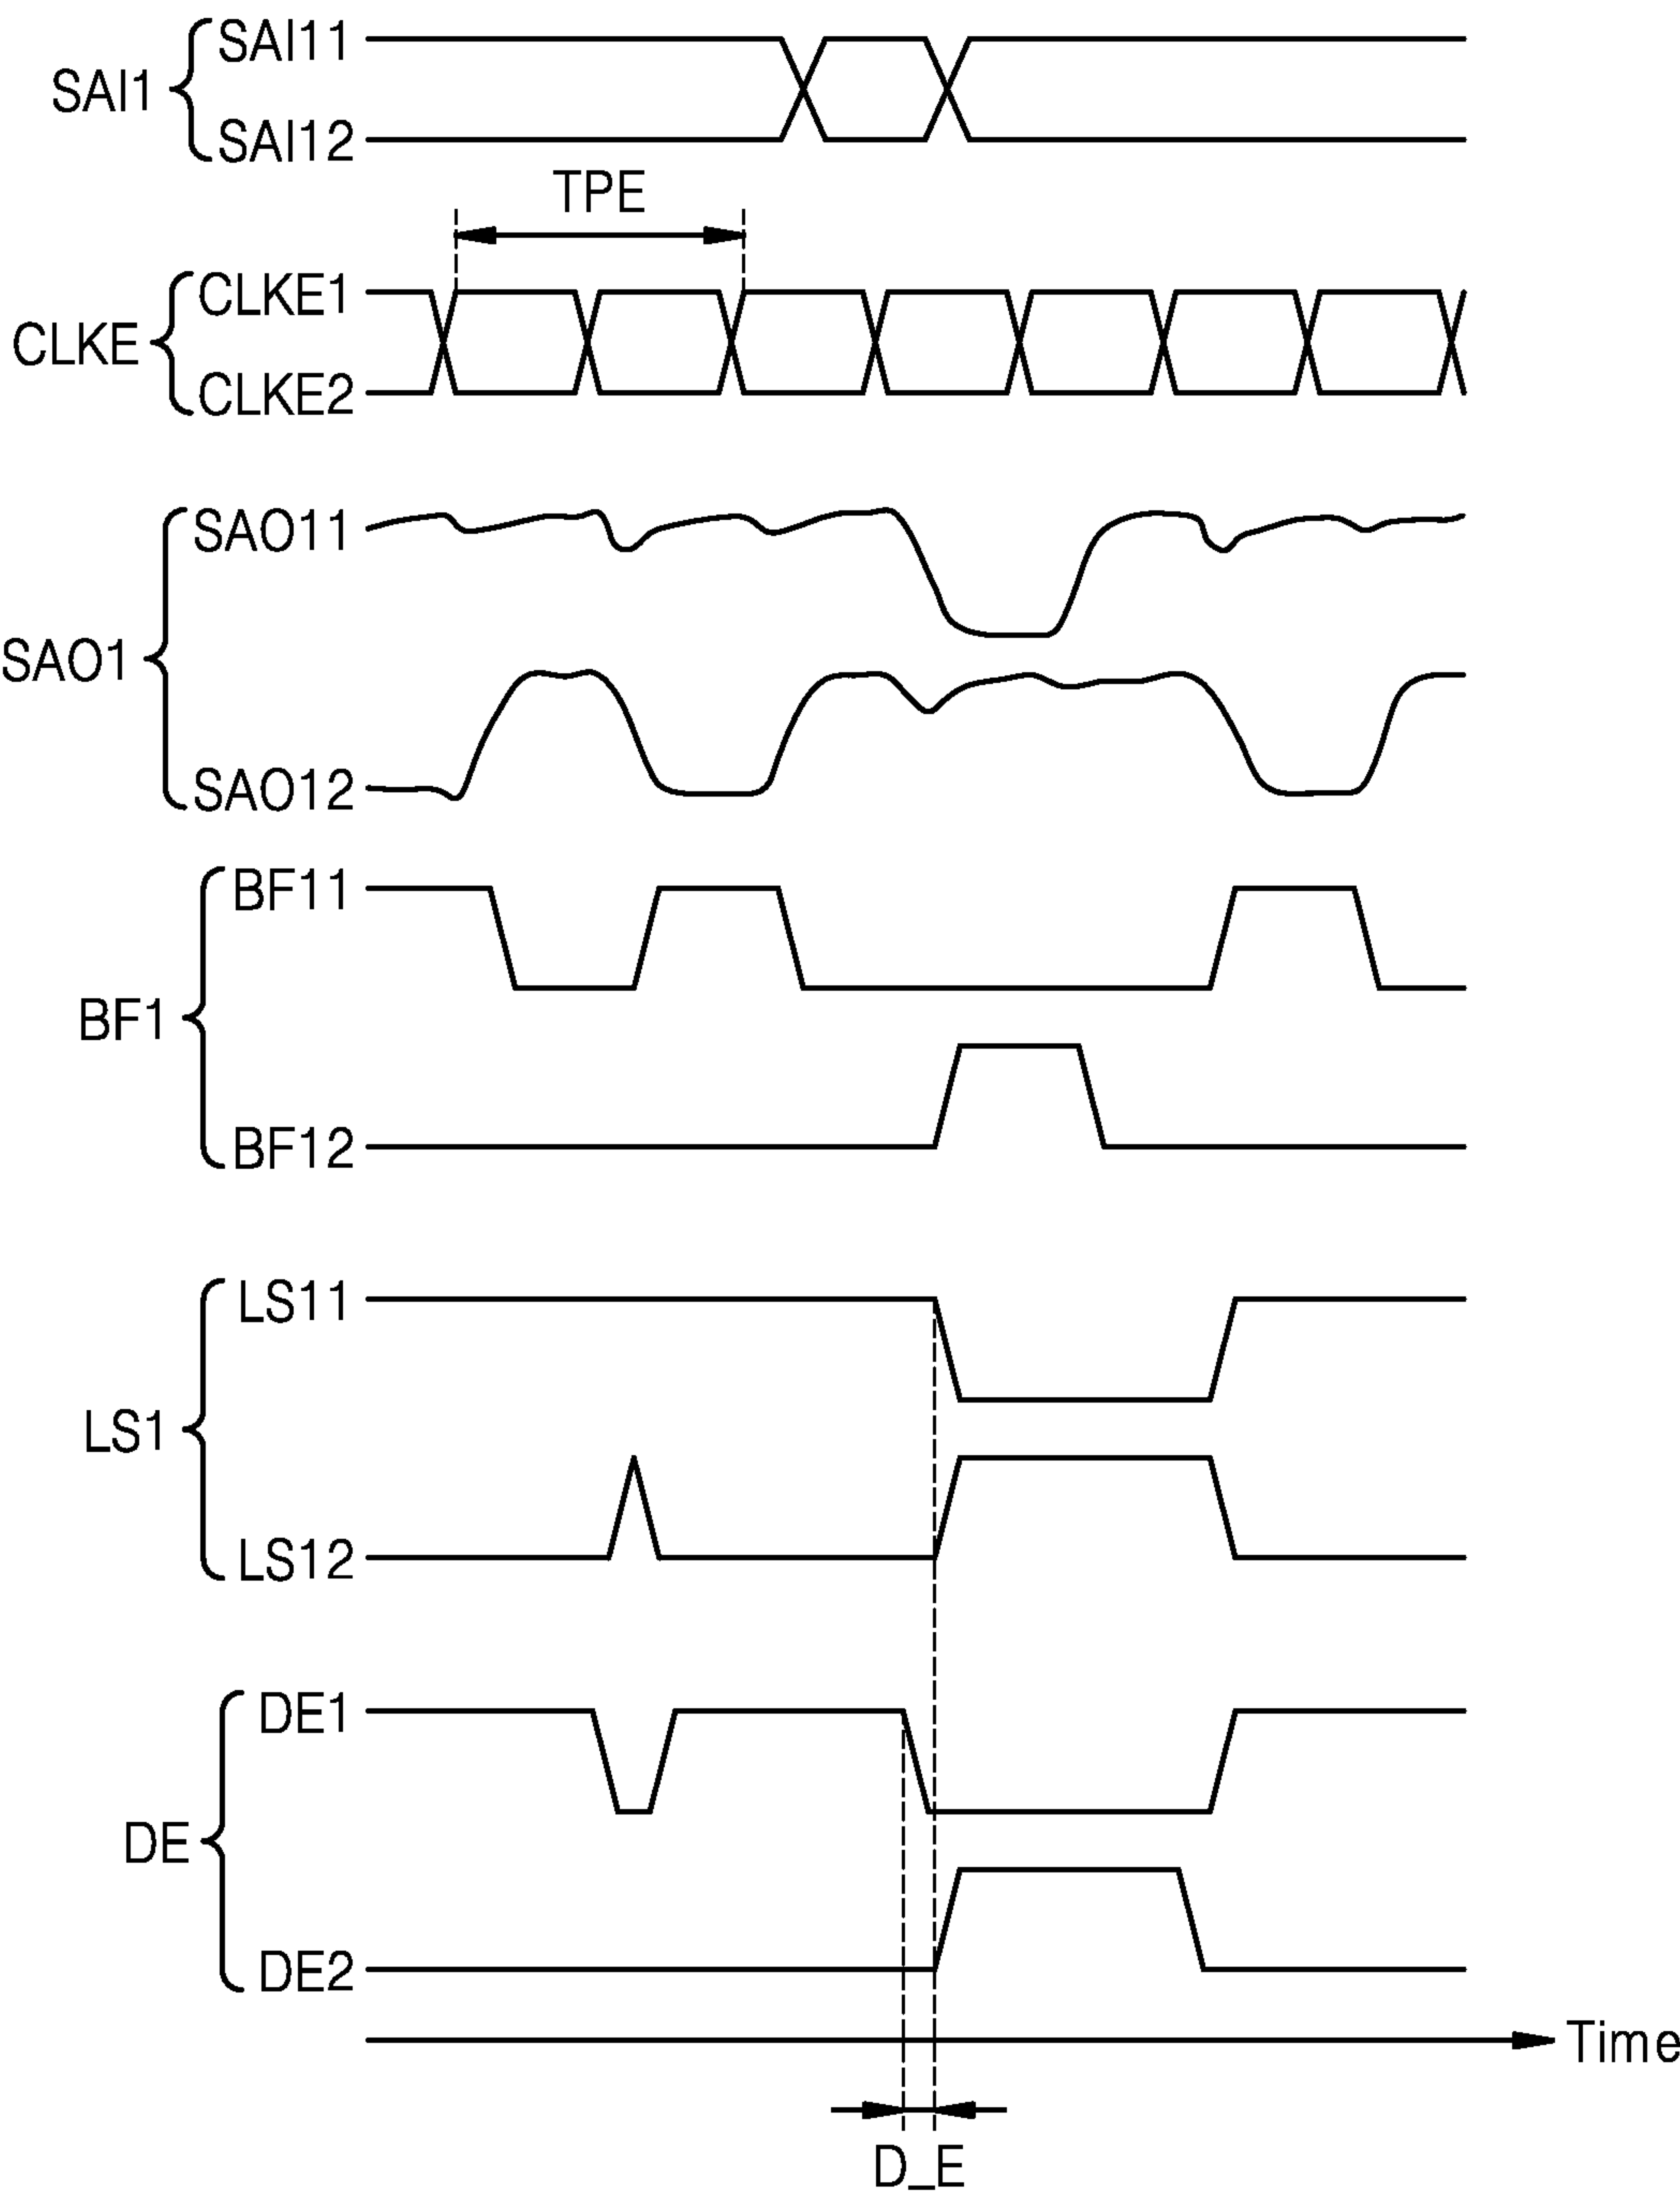 SAI1
SAI11
SAI12
TPE
CLKE
CLKE1
CLKE2
SAO1
SAO11
SAO12
BF1
BF11
BF12
LS1
LS11
LS12
DE
DE1
DE2
Time
D_E